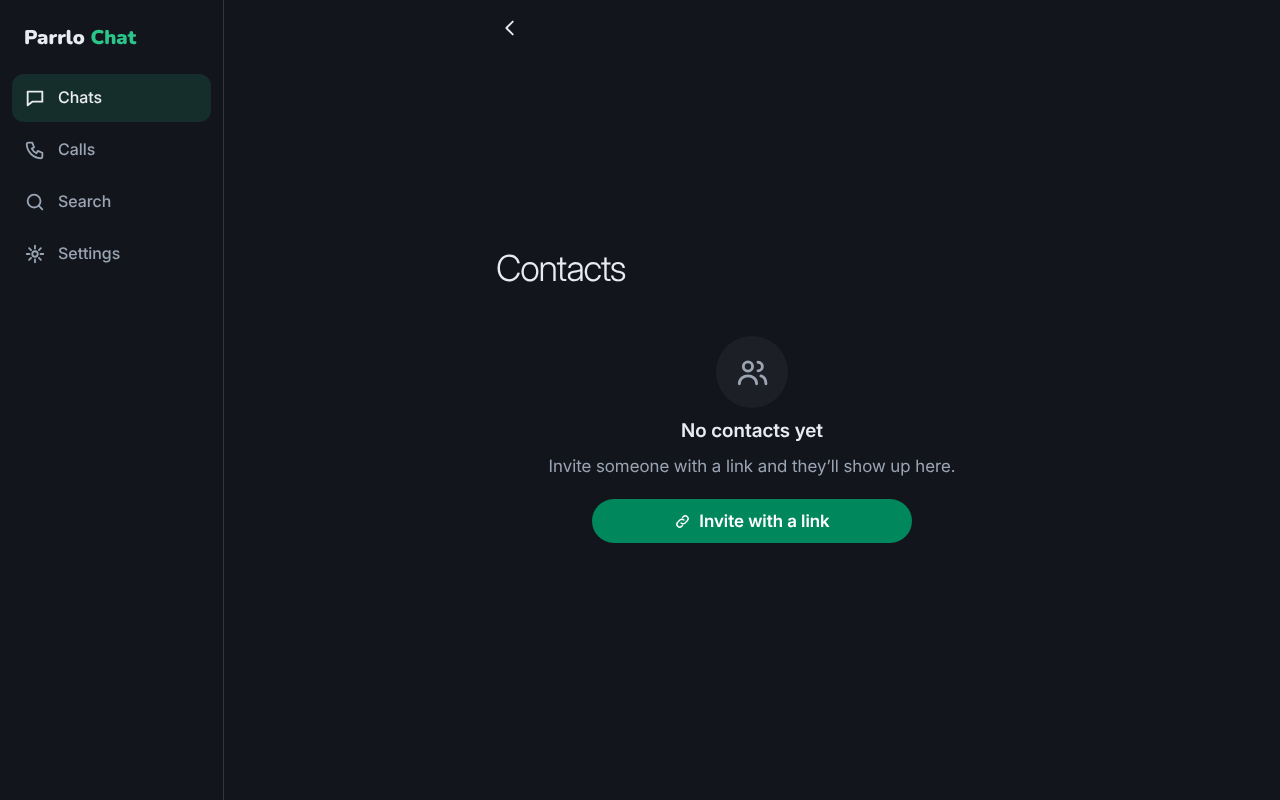 Parrlo Chat
Chats
Calls
Search
Settings
Contacts
No contacts yet
Invite someone with a link and they’ll show up here.
Invite with a link